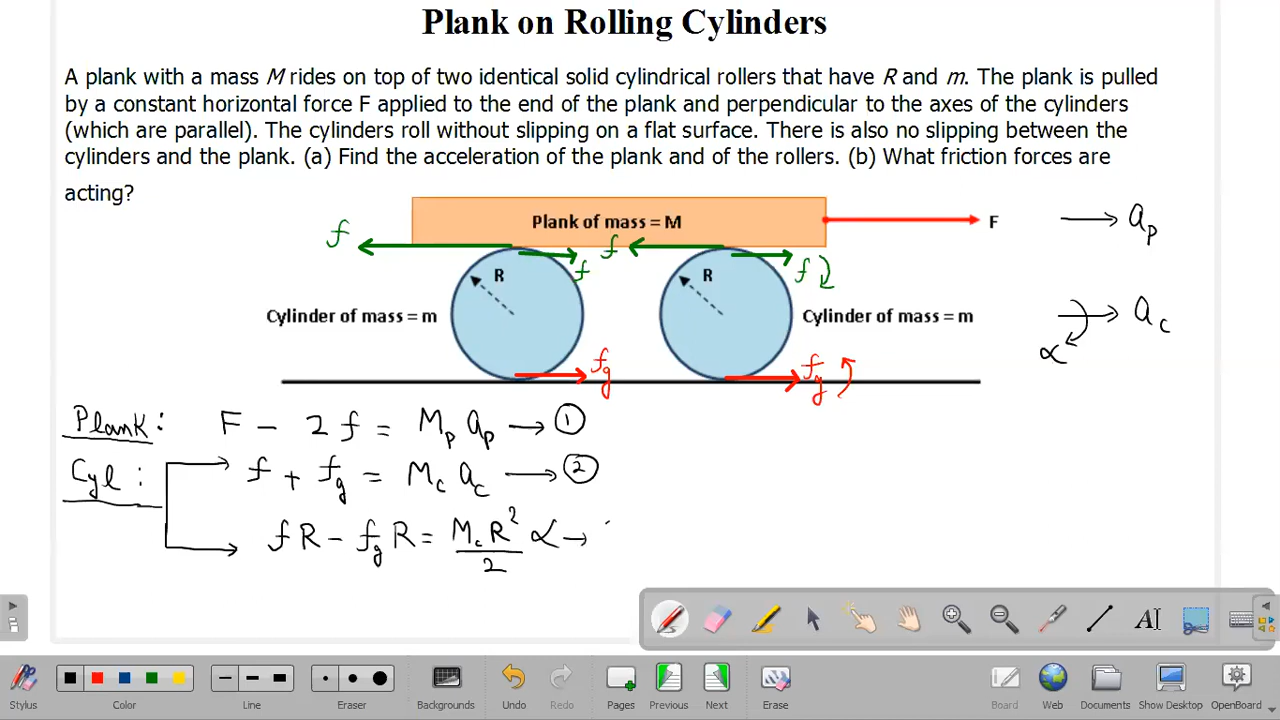 Plank on Rolling Cylinders
A plank with a mass M rides on top of two identical solid cylindrical rollers that have R and m. The plank is pulled
by a constant horizontal force F applied to the end of the plank and perpendicular to the axes of the cylinders
(which are parallel). The cylinders roll without slipping on a flat surface. There is also no slipping between the
cylinders and the plank. (a) Find the acceleration of the plank and of the rollers. (b) What friction forces are
acting?
f
Plank of mass = M
F
a_p
f
f
f
R
R
Cylinder of mass = m
Cylinder of mass = m
a_c
α
f_g
f_g
Plank: F - 2f = M_p a_p → ①
Cyl: f + f_g = M_c a_c → ②
fR - f_g R = M_c R²/2 α →
AI
Stylus
Color
Line
Eraser
Backgrounds
Undo
Redo
Pages
Previous
Next
Erase
Board
Web
Documents
Show Desktop
OpenBoard